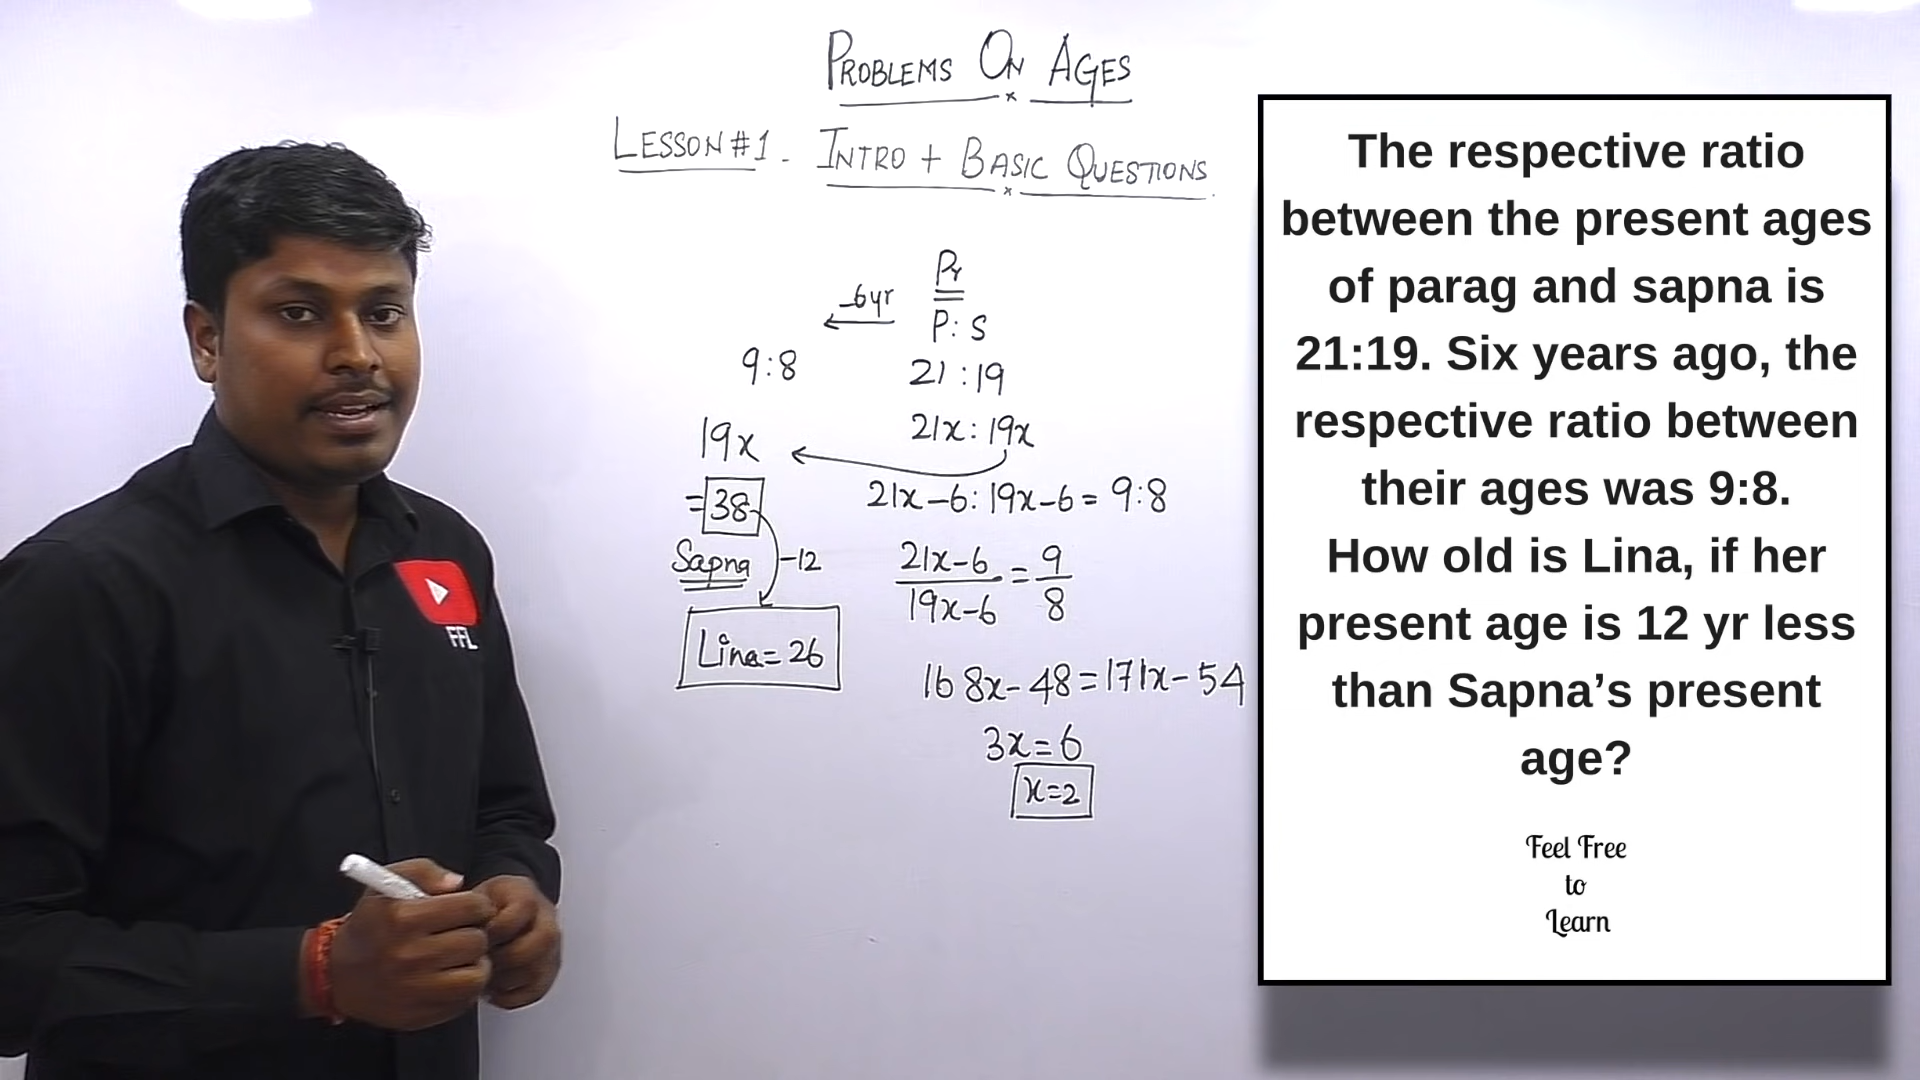 PROBLEMS ON AGES
LESSON #1 - INTRO + BASIC QUESTIONS
Pr
-6yr
P : S
9:8
21 : 19
19x
21x : 19x
= 38
21x-6 : 19x-6 = 9:8
Sapna
-12
21x-6 = 9
19x-6 8
Lina = 26
168x - 48 = 171x - 54
3x = 6
x=2
FFL
The respective ratio
between the present ages
of parag and sapna is
21:19. Six years ago, the
respective ratio between
their ages was 9:8.
How old is Lina, if her
present age is 12 yr less
than Sapna’s present
age?
Feel Free
to
Learn